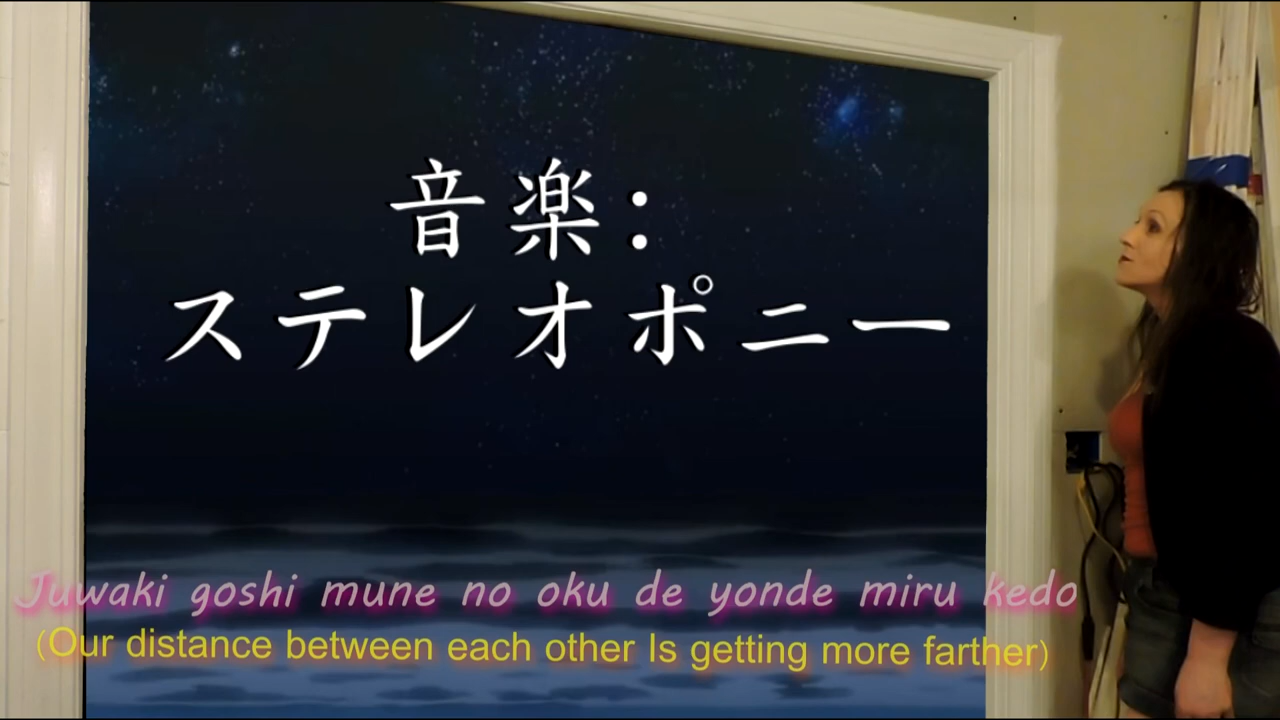 音楽:
ステレオポニー
Juwaki goshi mune no oku de yonde miru kedo
(Our distance between each other Is getting more farther)